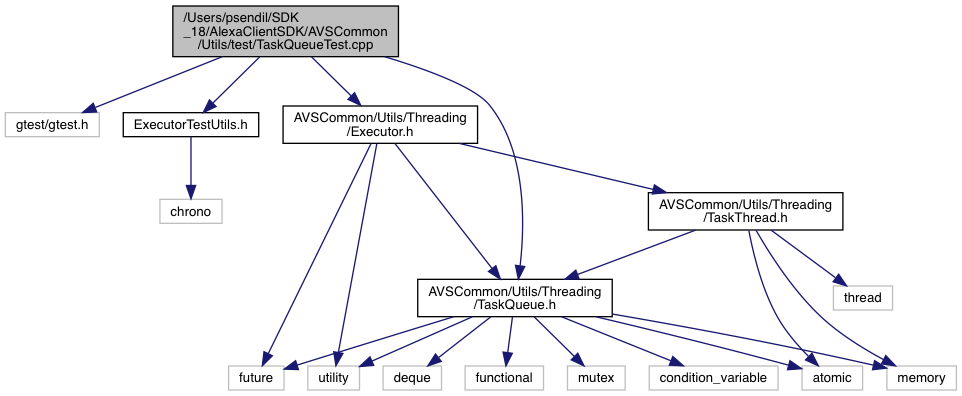 /Users/psendil/SDK
_18/AlexaClientSDK/AVSCommon
/Utils/test/TaskQueueTest.cpp
gtest/gtest.h
ExecutorTestUtils.h
AVSCommon/Utils/Threading
/Executor.h
chrono
AVSCommon/Utils/Threading
/TaskThread.h
AVSCommon/Utils/Threading
/TaskQueue.h
thread
future
utility
deque
functional
mutex
condition_variable
atomic
memory